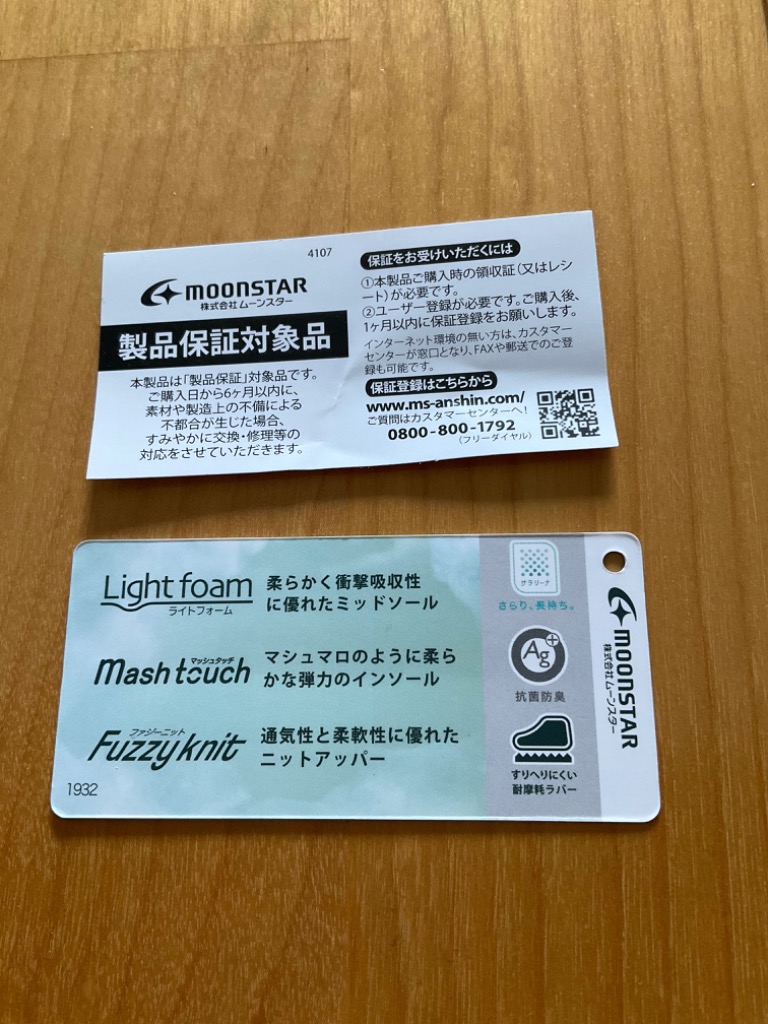 4107
MOONSTAR
株式会社ムーンスター
製品保証対象品
本製品は「製品保証」対象品です。
ご購入日から6ヶ月以内に、
素材や製造上の不備による
不都合が生じた場合、
すみやかに交換・修理等の
対応をさせていただきます。
保証をお受けいただくには
①本製品ご購入時の領収証(又はレシ
ート)が必要です。
②ユーザー登録が必要です。ご購入後、
1ヶ月以内に保証登録をお願いします。
インターネット環境の無い方は、カスタマー
センターが窓口となり、FAXや郵送でのご登
録も可能です。
保証登録はこちらから
www.ms-anshin.com/
ご質問はカスタマーセンターへ!
0800-800-1792
(フリーダイヤル)
Light foam
ライトフォーム
柔らかく衝撃吸収性
に優れたミッドソール
マッシュタッチ
Mash touch
マシュマロのように柔ら
かな弾力のインソール
ファジーニット
Fuzzy knit
通気性と柔軟性に優れた
ニットアッパー
1932
サラリーナ
さらり、長持ち。
Ag+
抗菌防臭
すりへりにくい
耐摩耗ラバー
MOONSTAR
株式会社ムーンスター